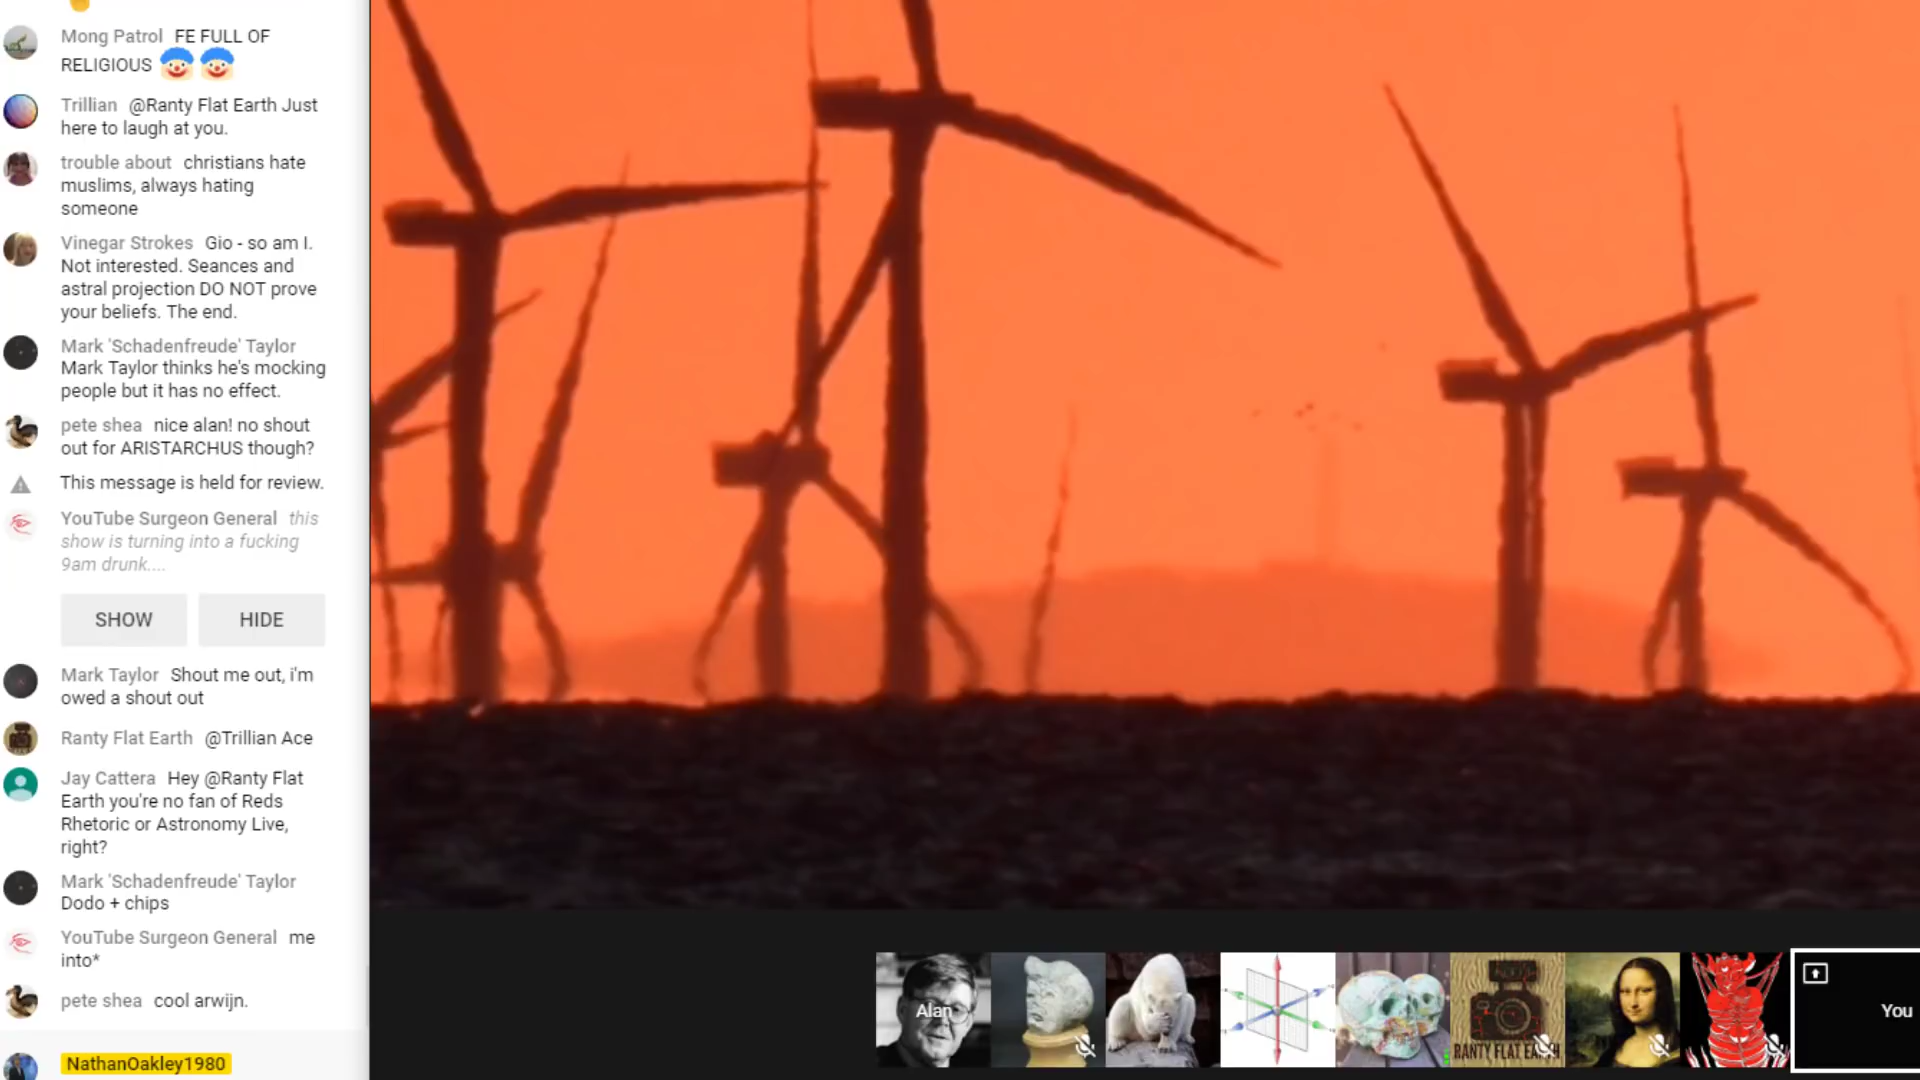 Mong Patrol FE FULL OF
RELIGIOUS
Trillian @Ranty Flat Earth Just
here to laugh at you.
trouble about christians hate
muslims, always hating
someone
Vinegar Strokes Gio - so am I.
Not interested. Seances and
astral projection DO NOT prove
your beliefs. The end.
Mark 'Schadenfreude' Taylor
Mark Taylor thinks he's mocking
people but it has no effect.
pete shea nice alan! no shout
out for ARISTARCHUS though?
This message is held for review.
YouTube Surgeon General this
show is turning into a fucking
9am drunk....
SHOW HIDE
Mark Taylor Shout me out, i'm
owed a shout out
Ranty Flat Earth @Trillian Ace
Jay Cattera Hey @Ranty Flat
Earth you're no fan of Reds
Rhetoric or Astronomy Live,
right?
Mark 'Schadenfreude' Taylor
Dodo + chips
YouTube Surgeon General me
into*
pete shea cool arwijn.
NathanOakley1980
Alan
RANTY FLAT EARTH
You